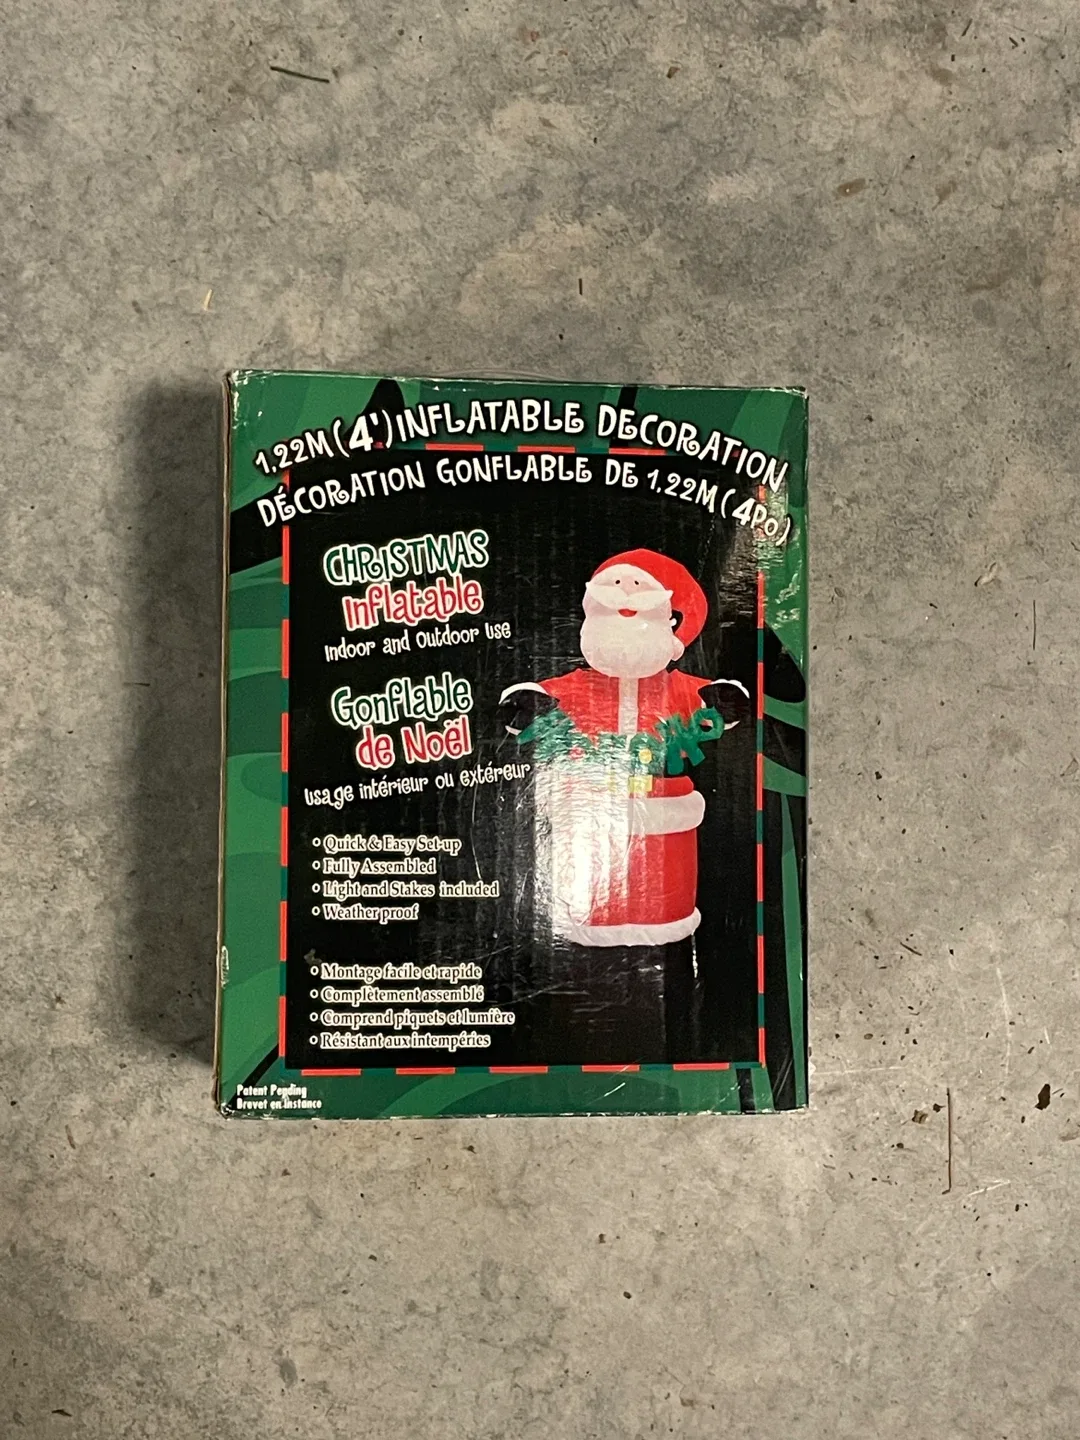 1.22M (4') INFLATABLE DECORATION
DÉCORATION GONFLABLE DE 1.22M (4Po)
CHRISTMAS
Inflatable
Indoor and Outdoor Use
Gonflable
de Noël
Usage intérieur ou extéreur
• Quick & Easy Set-up
• Fully Assembled
• Light and Stakes included
• Weather proof
• Montage facile et rapide
• Complètement assemblé
• Comprend piquets et lumière
• Résistant aux intempéries
Patent Pending
Brevet en Instance